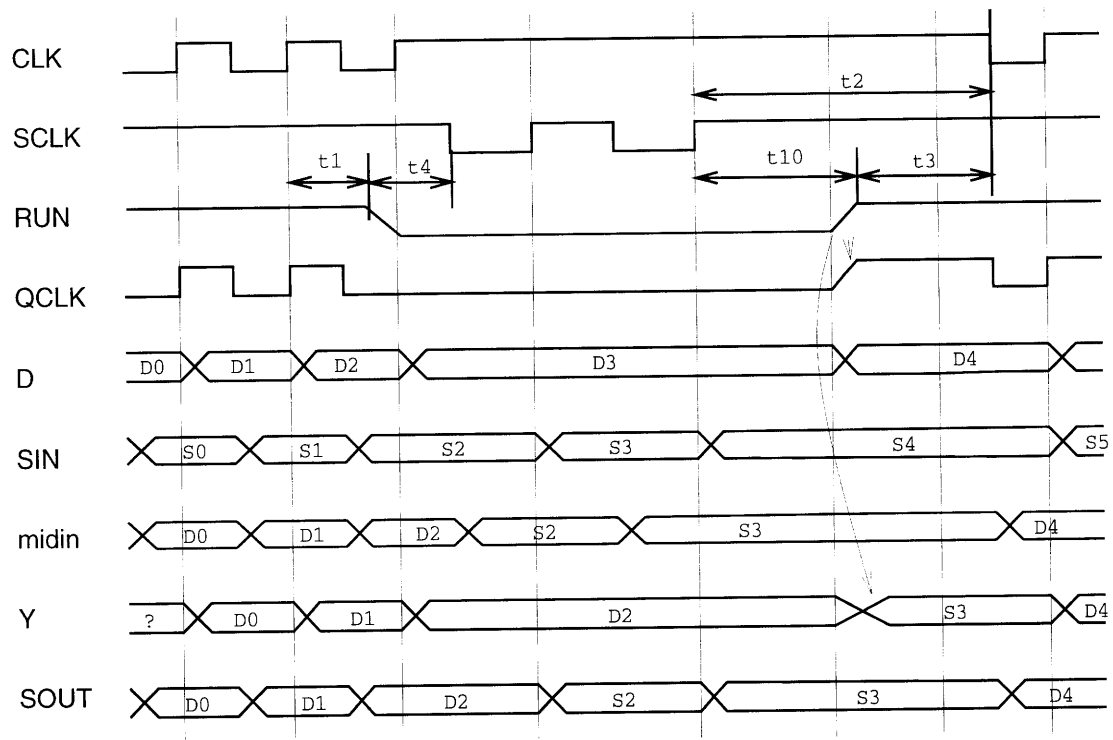 CLK
t2
SCLK
t1 t4 t10 t3
RUN
QCLK
D D0 D1 D2 D3 D4
SIN S0 S1 S2 S3 S4 S5
midin D0 D1 D2 S2 S3 D4
Y ? D0 D1 D2 S3 D4
SOUT D0 D1 D2 S2 S3 D4